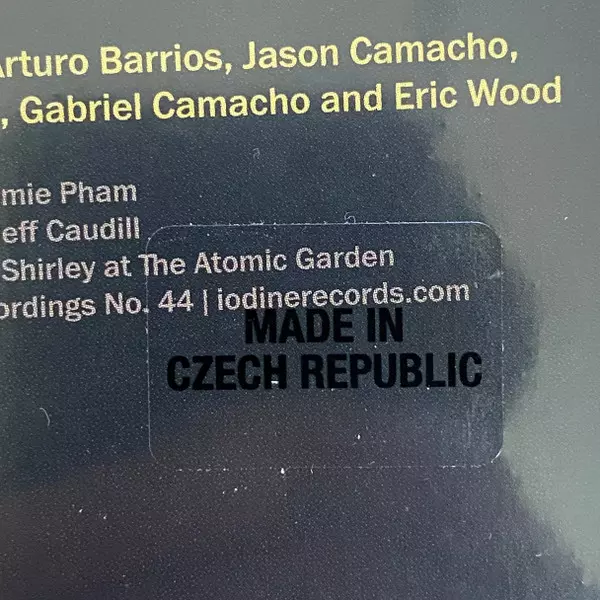 Arturo Barrios, Jason Camacho,
, Gabriel Camacho and Eric Wood
mie Pham
eff Caudill
Shirley at The Atomic Garden
ordings No. 44 | iodinerecords.com
MADE IN
CZECH REPUBLIC